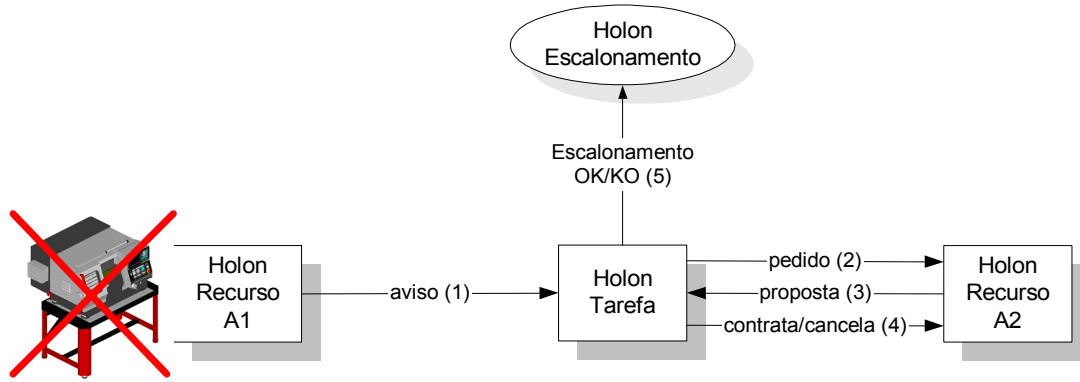 Holon
Escalonamento
Escalonamento
OK/KO (5)
Holon
Recurso
A1
aviso (1)
Holon
Tarefa
pedido (2)
proposta (3)
contrata/cancela (4)
Holon
Recurso
A2